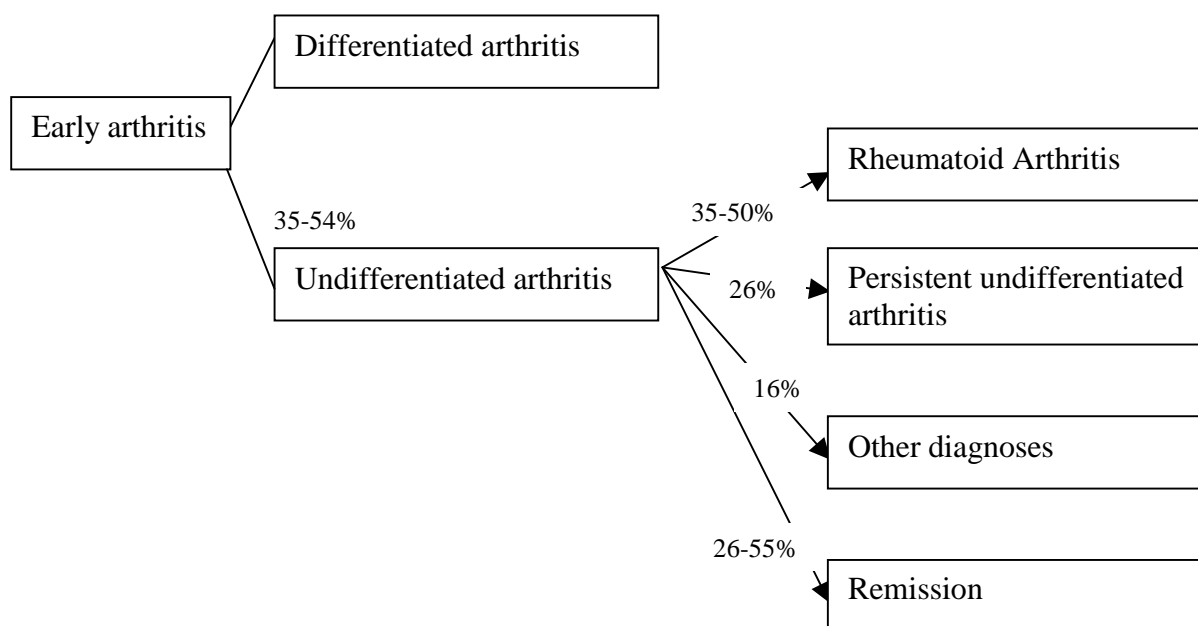 Differentiated arthritis
Early arthritis
Rheumatoid Arthritis
35-54%
35-50%
Undifferentiated arthritis
Persistent undifferentiated
arthritis
26%
16%
Other diagnoses
26-55%
Remission